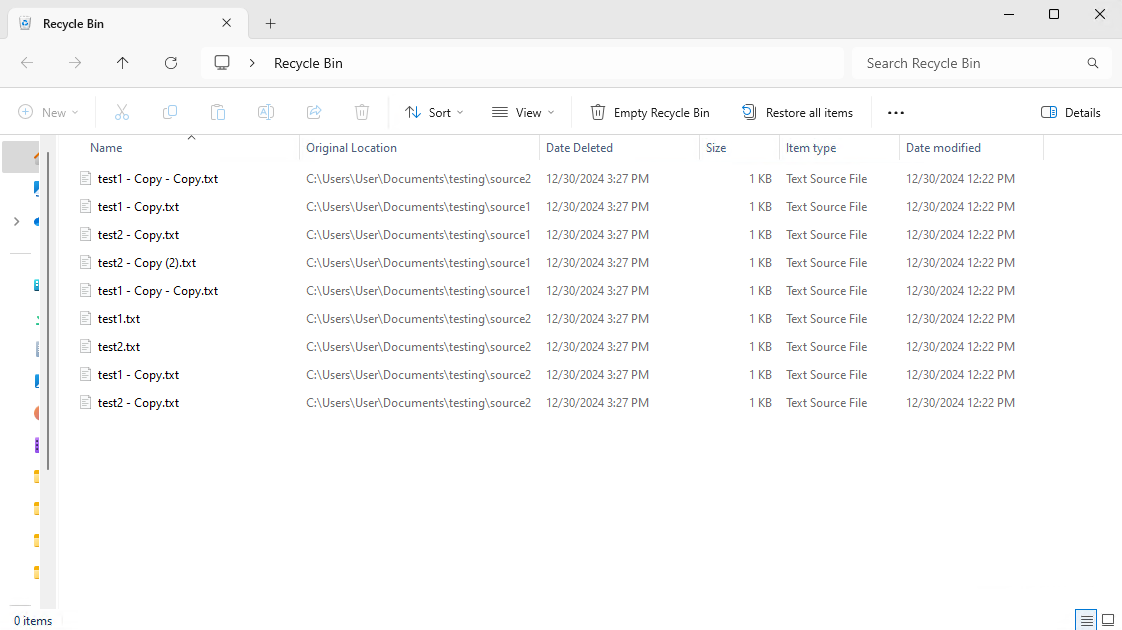 Recycle Bin
Recycle Bin Search Recycle Bin
New Sort View Empty Recycle Bin Restore all items Details
Name Original Location Date Deleted Size Item type Date modified
test1 - Copy - Copy.txt C:\Users\User\Documents\testing\source2 12/30/2024 3:27 PM 1 KB Text Source File 12/30/2024 12:22 PM
test1 - Copy.txt C:\Users\User\Documents\testing\source1 12/30/2024 3:27 PM 1 KB Text Source File 12/30/2024 12:22 PM
test2 - Copy.txt C:\Users\User\Documents\testing\source1 12/30/2024 3:27 PM 1 KB Text Source File 12/30/2024 12:22 PM
test2 - Copy (2).txt C:\Users\User\Documents\testing\source1 12/30/2024 3:27 PM 1 KB Text Source File 12/30/2024 12:22 PM
test1 - Copy - Copy.txt C:\Users\User\Documents\testing\source1 12/30/2024 3:27 PM 1 KB Text Source File 12/30/2024 12:22 PM
test1.txt C:\Users\User\Documents\testing\source2 12/30/2024 3:27 PM 1 KB Text Source File 12/30/2024 12:22 PM
test2.txt C:\Users\User\Documents\testing\source2 12/30/2024 3:27 PM 1 KB Text Source File 12/30/2024 12:22 PM
test1 - Copy.txt C:\Users\User\Documents\testing\source2 12/30/2024 3:27 PM 1 KB Text Source File 12/30/2024 12:22 PM
test2 - Copy.txt C:\Users\User\Documents\testing\source2 12/30/2024 3:27 PM 1 KB Text Source File 12/30/2024 12:22 PM
0 items